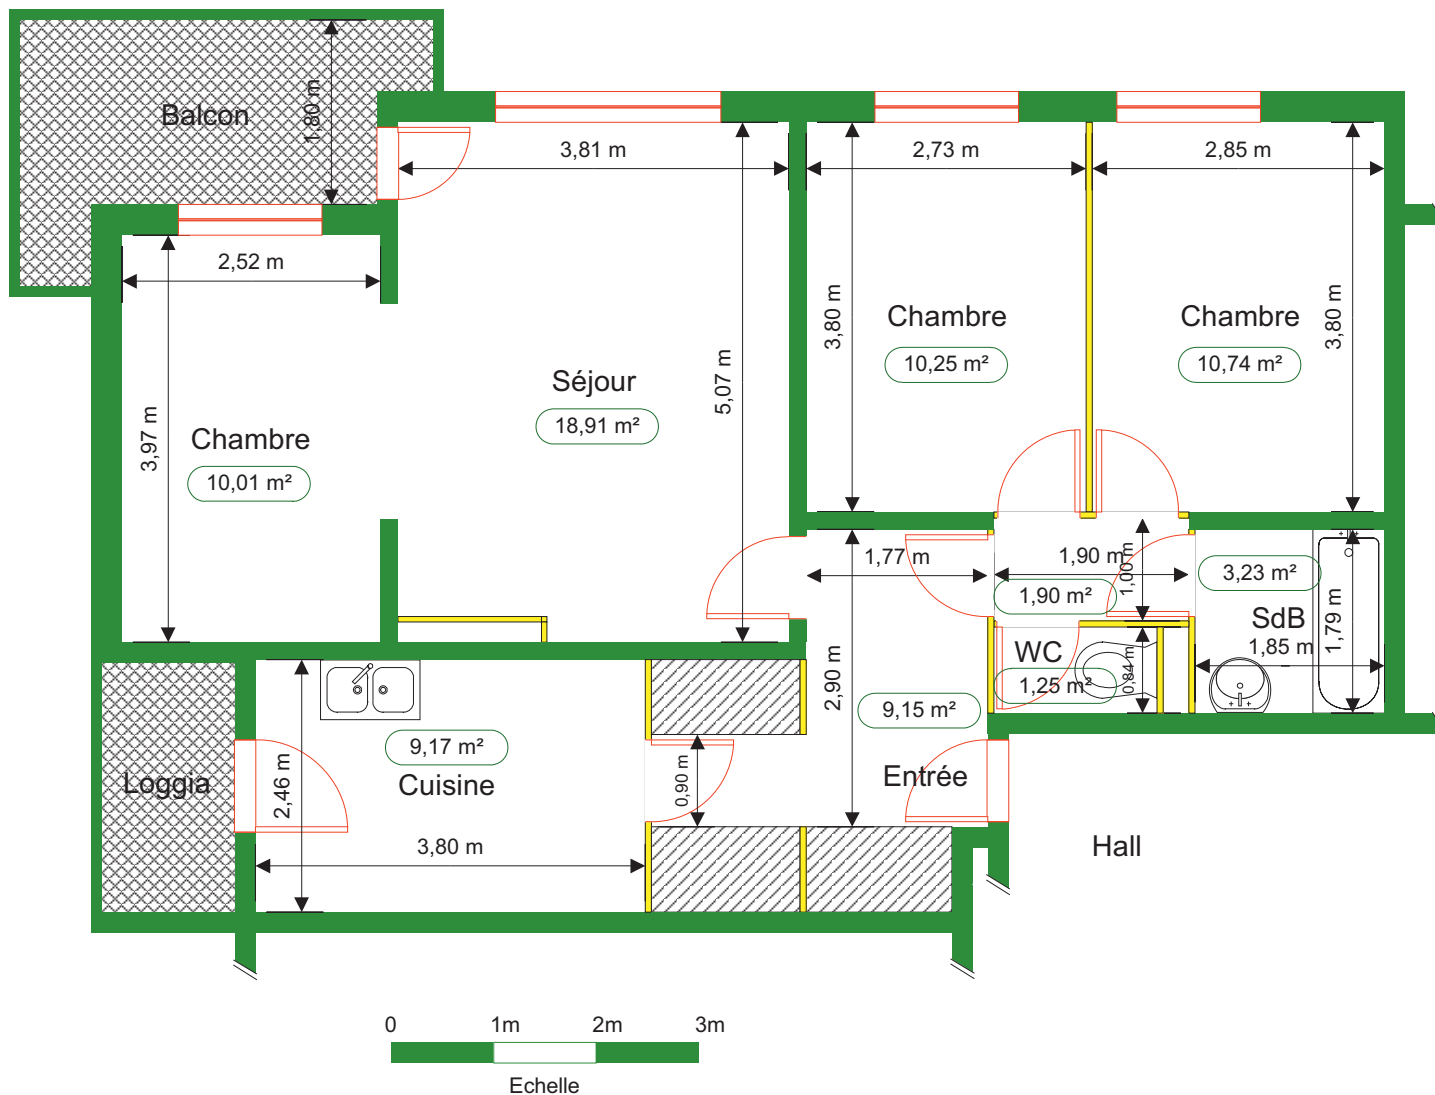 Balcon
1,80 m
3,81 m
2,73 m
2,85 m
2,52 m
3,97 m
Chambre
10,01 m²
Séjour
18,91 m²
5,07 m
3,80 m
Chambre
10,25 m²
Chambre
10,74 m²
3,80 m
1,77 m
1,90 m
1,00 m
1,90 m²
3,23 m²
SdB
1,85 m
1,79 m
WC
1,25 m²
0,84 m
2,90 m
9,15 m²
Entrée
9,17 m²
Cuisine
2,46 m
3,80 m
0,90 m
Loggia
Hall
0 1m 2m 3m
Echelle